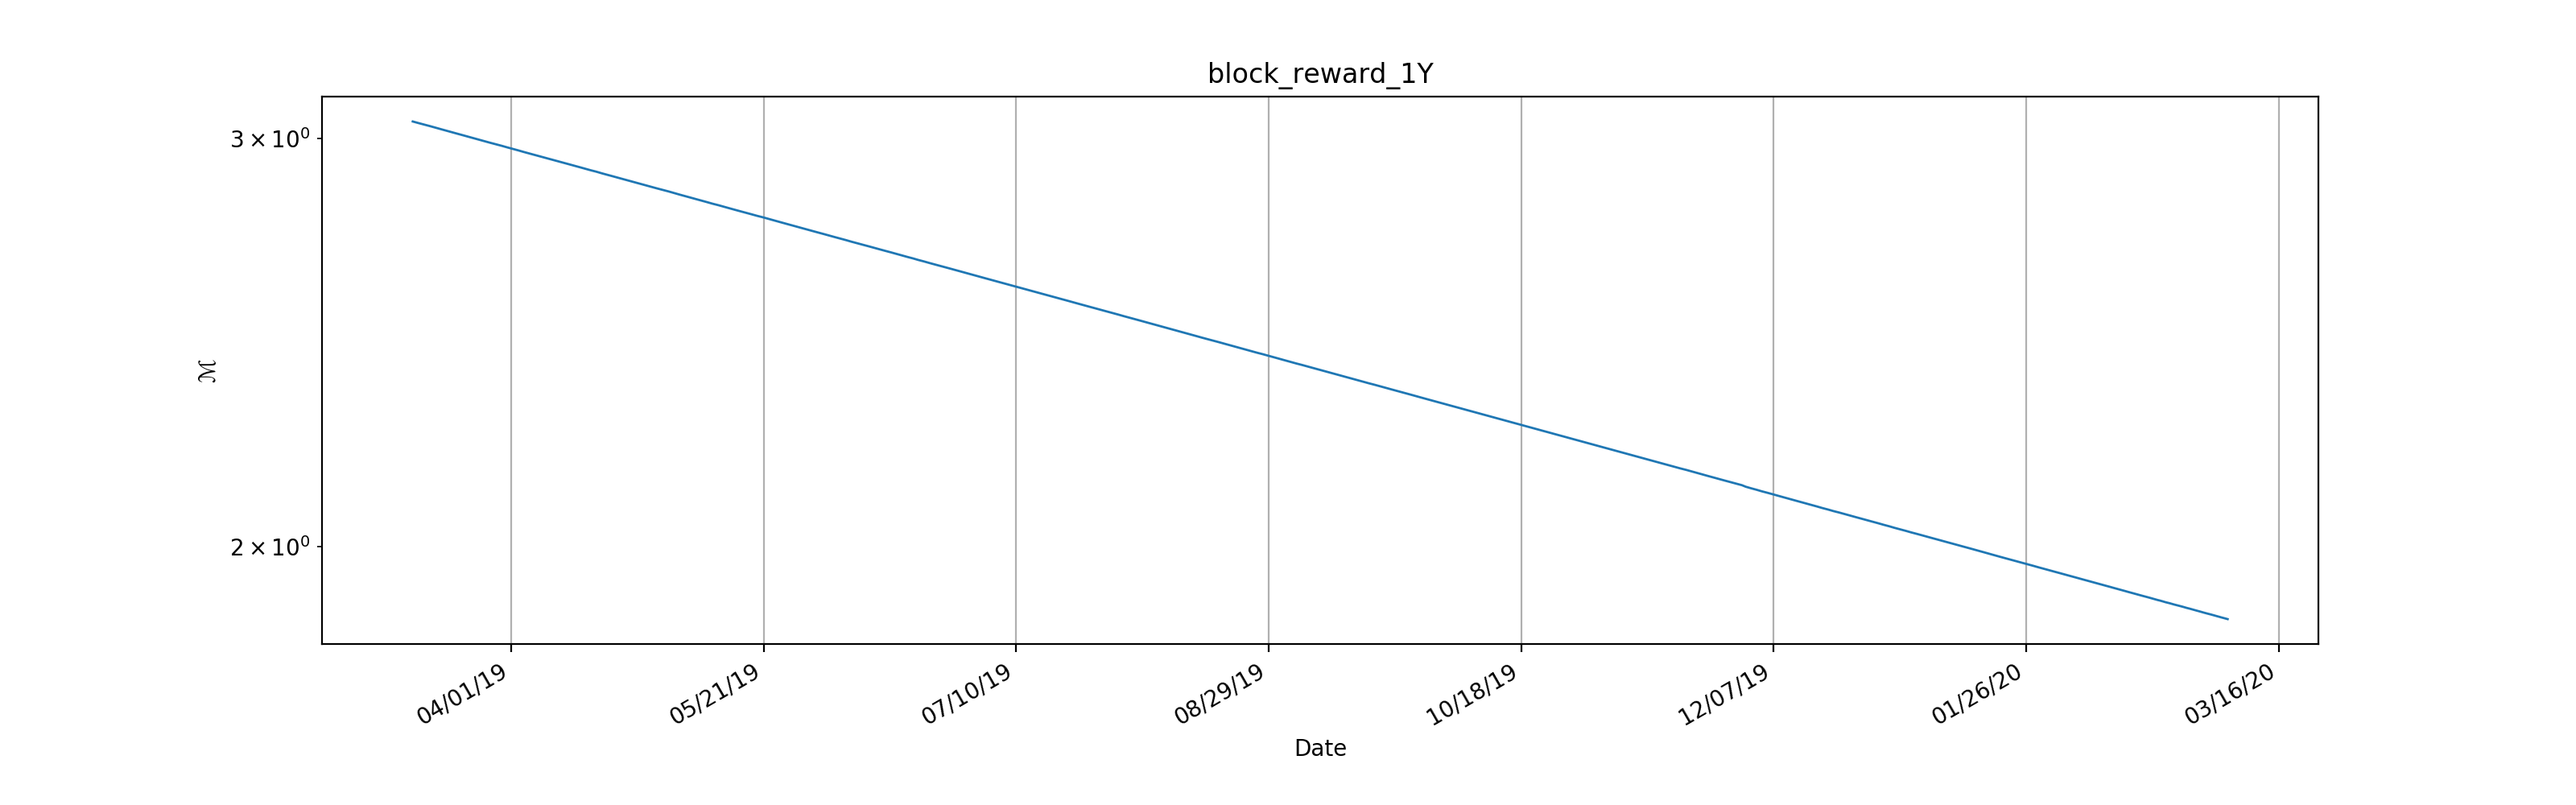 block_reward_1Y
3 × 10⁰
2 × 10⁰
ℳ
04/01/19
05/21/19
07/10/19
08/29/19
10/18/19
12/07/19
01/26/20
03/16/20
Date